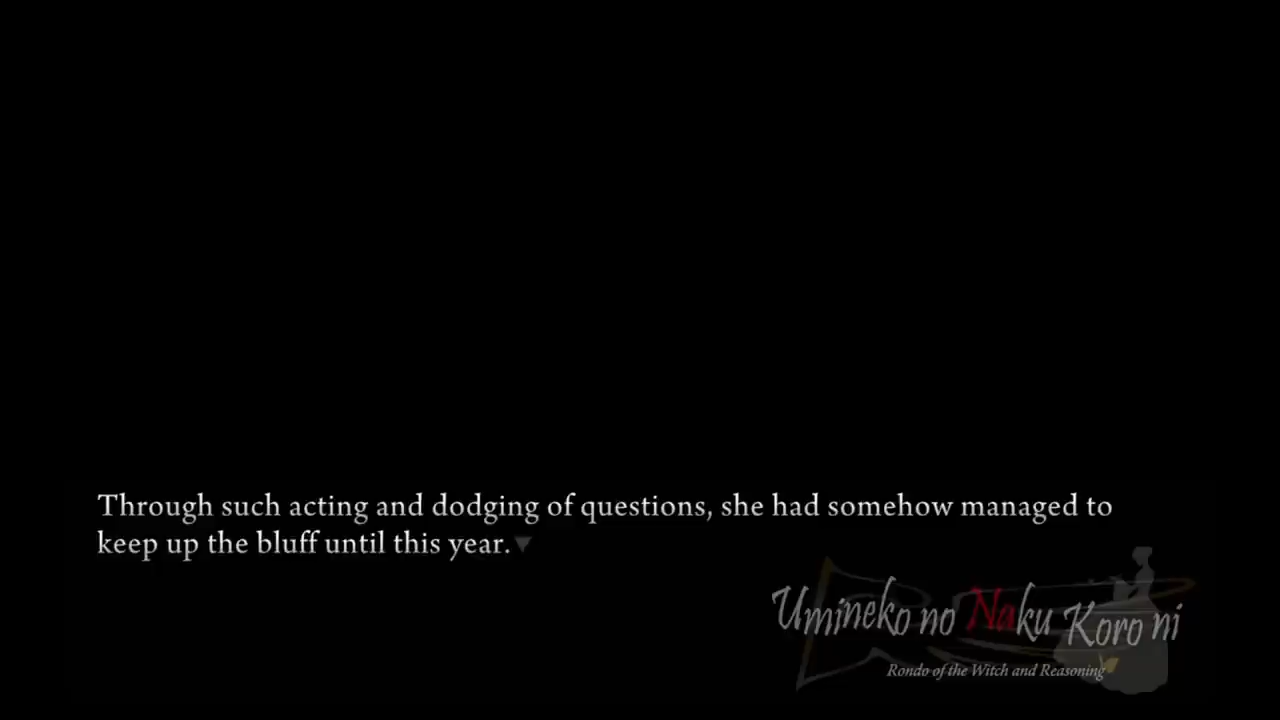 Through such acting and dodging of questions, she had somehow managed to
keep up the bluff until this year.
Umineko no Naku Koro ni
Rondo of the Witch and Reasoning